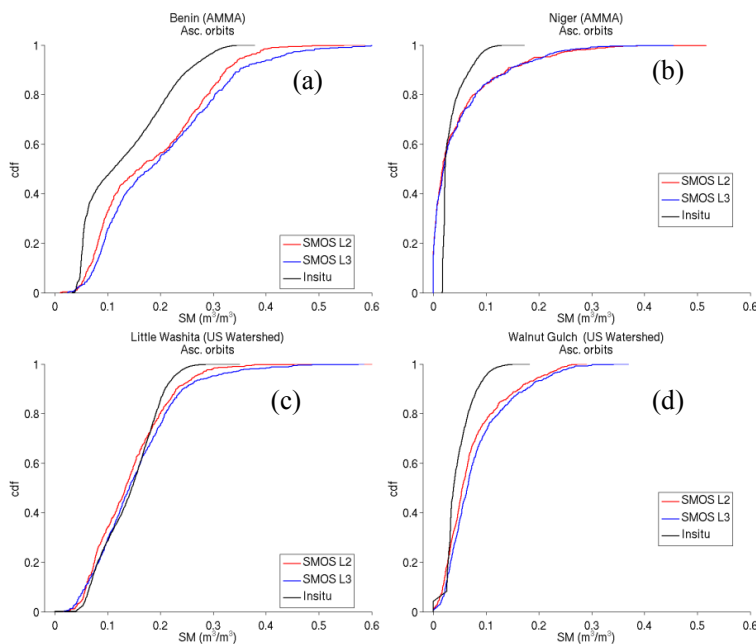 Benin (AMMA)
Asc. orbits
(a)
1
0.8
0.6
0.4
0.2
0
cdf
SMOS L2
SMOS L3
Insitu
0 0.1 0.2 0.3 0.4 0.5 0.6
SM (m³/m³)
Niger (AMMA)
Asc. orbits
(b)
1
0.8
0.6
0.4
0.2
0
cdf
SMOS L2
SMOS L3
Insitu
0 0.1 0.2 0.3 0.4 0.5 0.6
SM (m³/m³)
Little Washita (US Watershed)
Asc. orbits
(c)
1
0.8
0.6
0.4
0.2
0
cdf
SMOS L2
SMOS L3
Insitu
0 0.1 0.2 0.3 0.4 0.5 0.6
SM (m³/m³)
Walnut Gulch (US Watershed)
Asc. orbits
(d)
1
0.8
0.6
0.4
0.2
0
cdf
SMOS L2
SMOS L3
Insitu
0 0.1 0.2 0.3 0.4 0.5 0.6
SM (m³/m³)